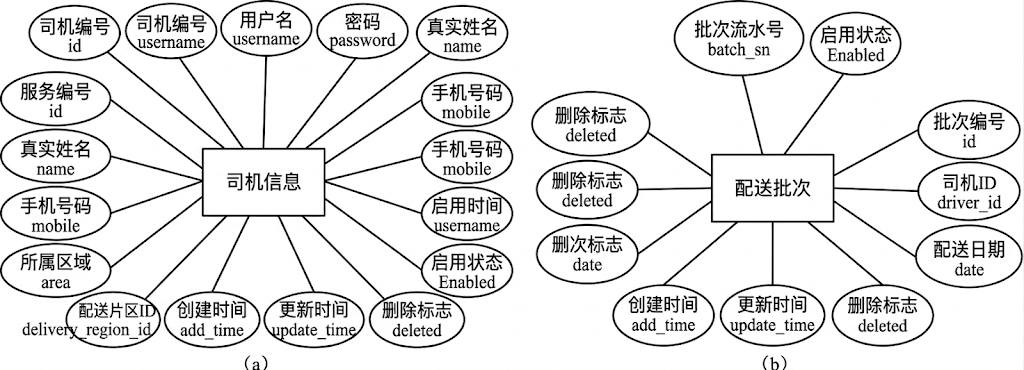 司机编号
id
司机编号
username
用户名
username
密码
password
真实姓名
name
服务编号
id
手机号码
mobile
真实姓名
name
手机号码
mobile
司机信息
手机号码
mobile
启用时间
username
所属区域
area
启用状态
Enabled
配送片区ID
delivery_region_id
创建时间
add_time
更新时间
update_time
删除标志
deleted
(a)
批次流水号
batch_sn
启用状态
Enabled
删除标志
deleted
批次编号
id
删除标志
deleted
配送批次
司机ID
driver_id
删次标志
date
配送日期
date
创建时间
add_time
更新时间
update_time
删除标志
deleted
(b)